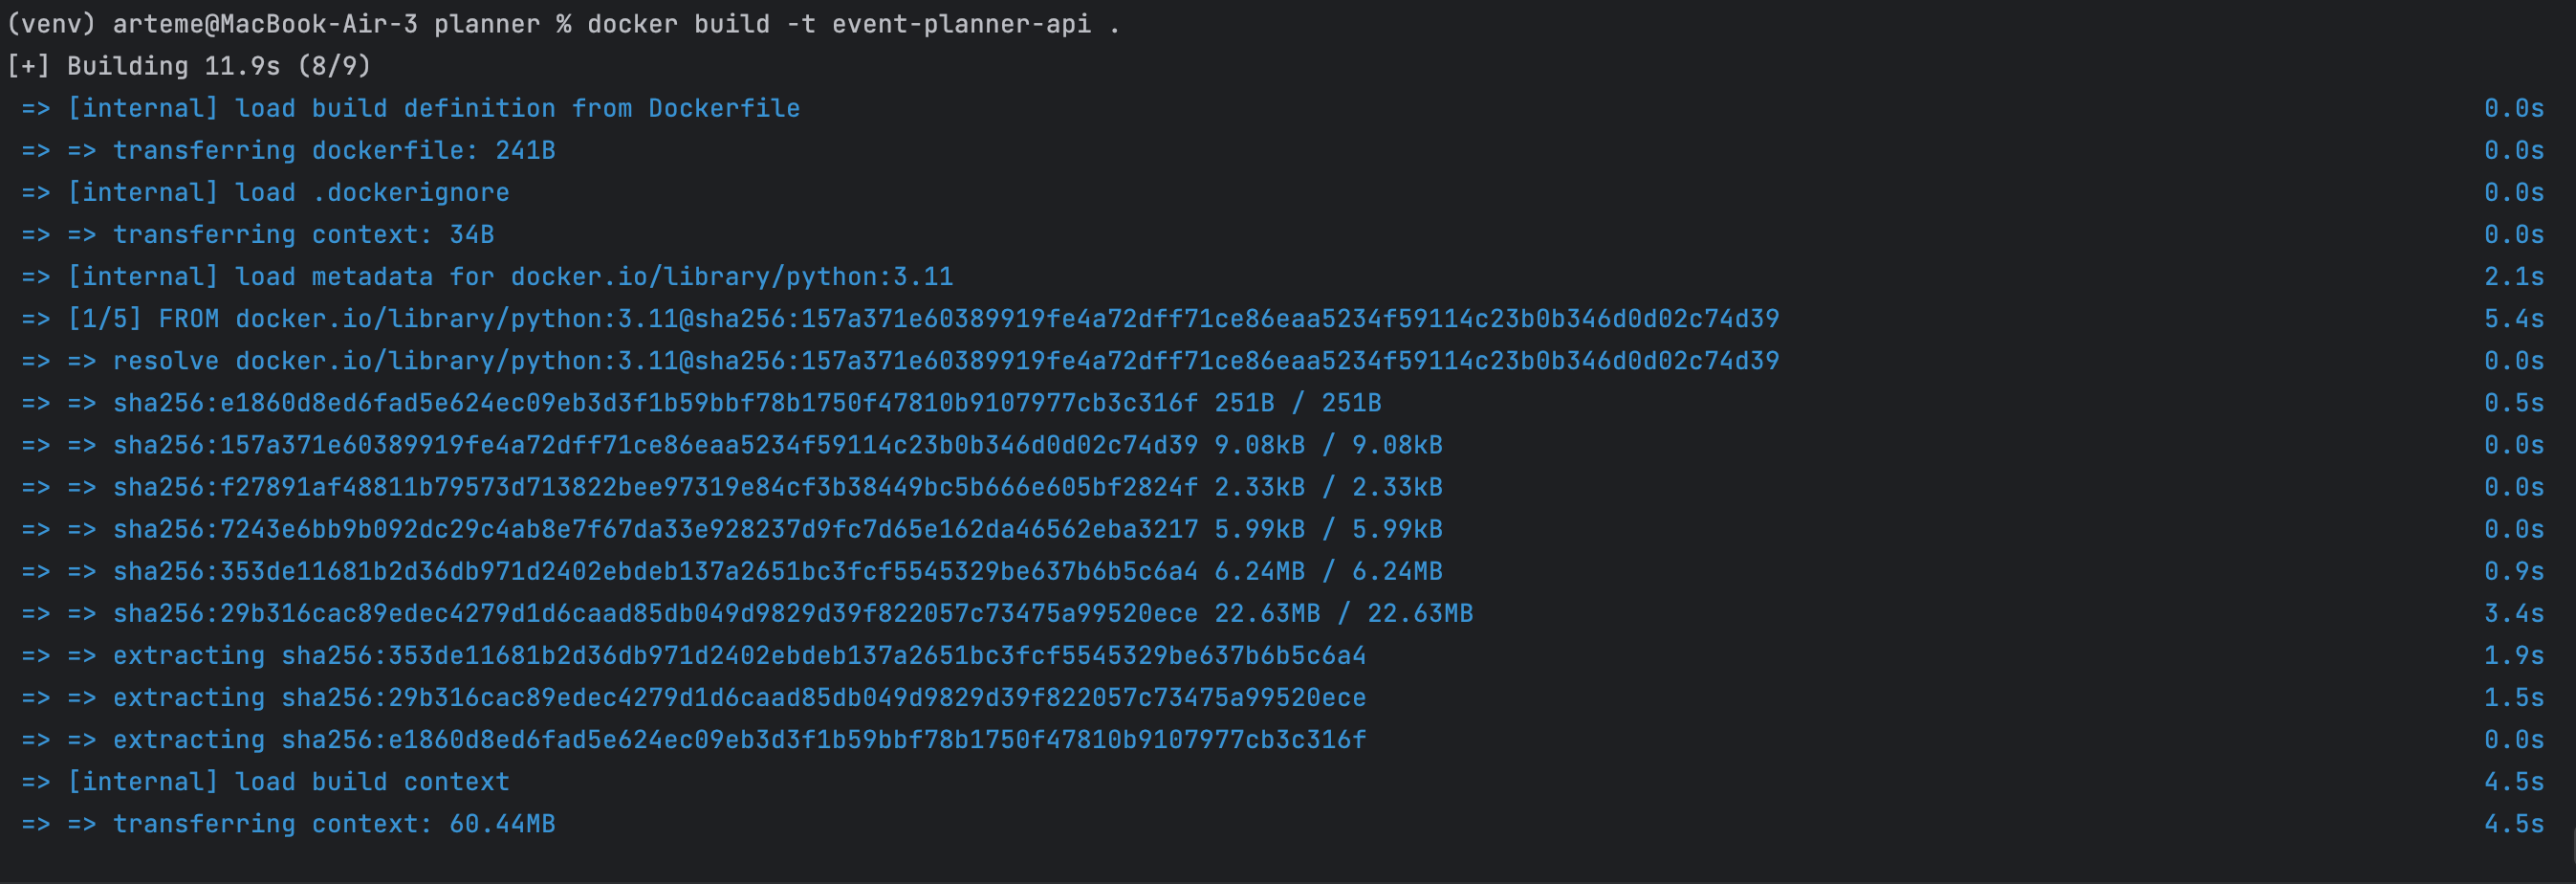 (venv) arteme@MacBook-Air-3 planner % docker build -t event-planner-api .
[+] Building 11.9s (8/9)
=> [internal] load build definition from Dockerfile 0.0s
=> => transferring dockerfile: 241B 0.0s
=> [internal] load .dockerignore 0.0s
=> => transferring context: 34B 0.0s
=> [internal] load metadata for docker.io/library/python:3.11 2.1s
=> [1/5] FROM docker.io/library/python:3.11@sha256:157a371e60389919fe4a72dff71ce86eaa5234f59114c23b0b346d0d02c74d39 5.4s
=> => resolve docker.io/library/python:3.11@sha256:157a371e60389919fe4a72dff71ce86eaa5234f59114c23b0b346d0d02c74d39 0.0s
=> => sha256:e1860d8ed6fad5e624ec09eb3d3f1b59bbf78b1750f47810b9107977cb3c316f 251B / 251B 0.5s
=> => sha256:157a371e60389919fe4a72dff71ce86eaa5234f59114c23b0b346d0d02c74d39 9.08kB / 9.08kB 0.0s
=> => sha256:f27891af48811b79573d713822bee97319e84cf3b38449bc5b666e605bf2824f 2.33kB / 2.33kB 0.0s
=> => sha256:7243e6bb9b092dc29c4ab8e7f67da33e928237d9fc7d65e162da46562eba3217 5.99kB / 5.99kB 0.0s
=> => sha256:353de11681b2d36db971d2402ebdeb137a2651bc3fcf5545329be637b6b5c6a4 6.24MB / 6.24MB 0.9s
=> => sha256:29b316cac89edec4279d1d6caad85db049d9829d39f822057c73475a99520ece 22.63MB / 22.63MB 3.4s
=> => extracting sha256:353de11681b2d36db971d2402ebdeb137a2651bc3fcf5545329be637b6b5c6a4 1.9s
=> => extracting sha256:29b316cac89edec4279d1d6caad85db049d9829d39f822057c73475a99520ece 1.5s
=> => extracting sha256:e1860d8ed6fad5e624ec09eb3d3f1b59bbf78b1750f47810b9107977cb3c316f 0.0s
=> [internal] load build context 4.5s
=> => transferring context: 60.44MB 4.5s